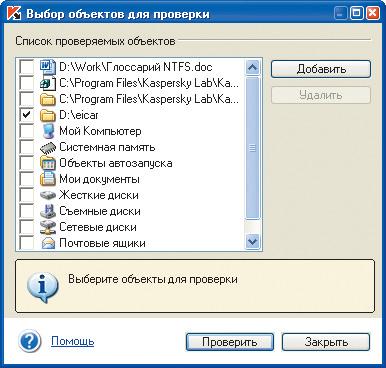 Выбор объектов для проверки
Список проверяемых объектов
D:\Work\Глоссарий NTFS.doc
C:\Program Files\Kaspersky Lab\Ka...
C:\Program Files\Kaspersky Lab\Ka...
D:\eicar
Мой Компьютер
Системная память
Объекты автозапуска
Мои документы
Жесткие диски
Съемные диски
Сетевые диски
Почтовые ящики
Добавить
Удалить
Выберите объекты для проверки
Помощь
Проверить
Закрыть